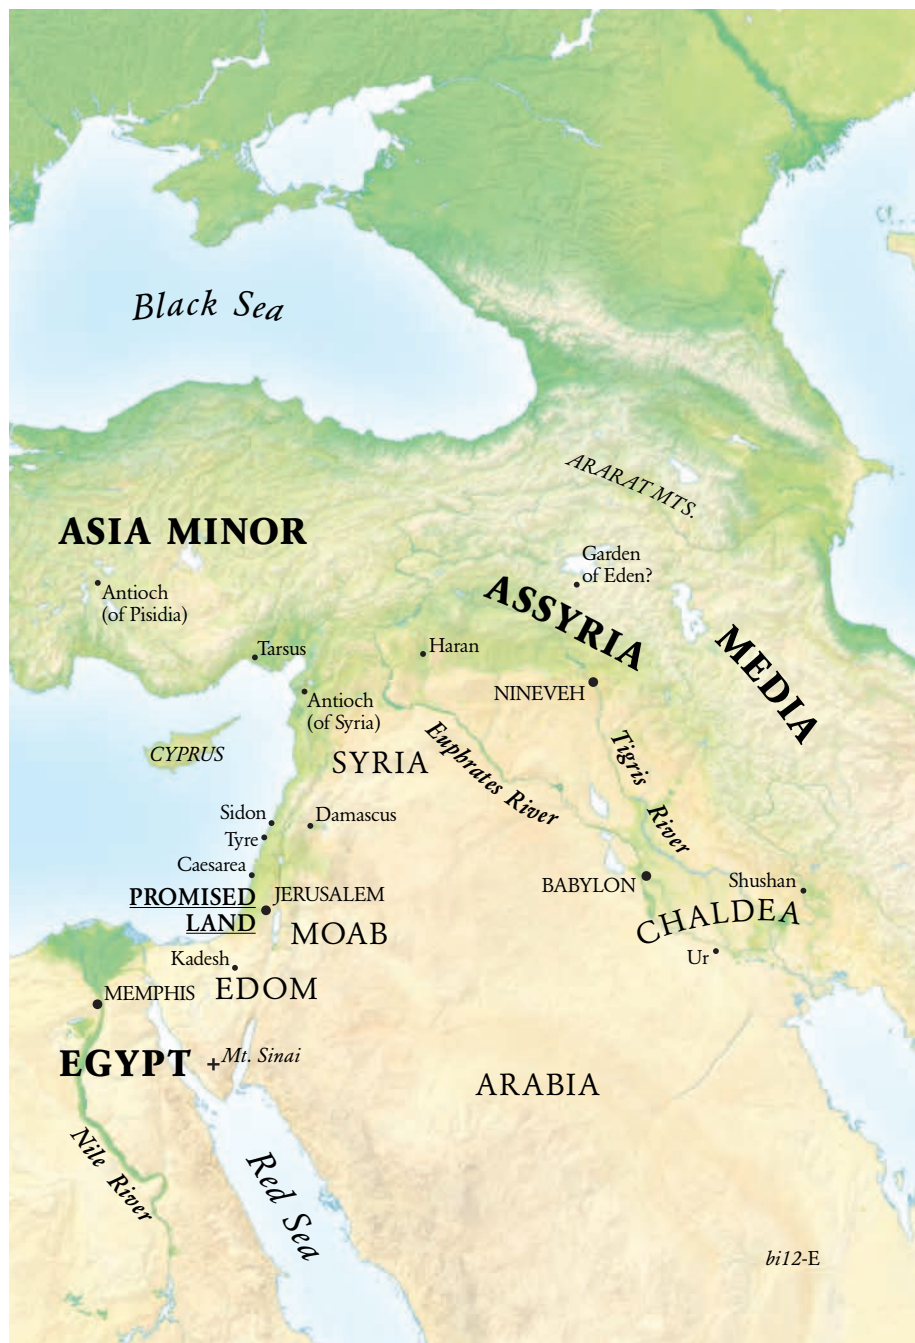 Black Sea
ARARAT MTS.
ASIA MINOR
Garden
of Eden?
Antioch
(of Pisidia)
ASSYRIA
MEDIA
Tarsus
Haran
NINEVEH
Antioch
(of Syria)
CYPRUS
SYRIA
Euphrates River
Tigris River
Sidon
Damascus
Tyre
Caesarea
BABYLON
Shushan
PROMISED
LAND
JERUSALEM
CHALDEA
MOAB
Ur
Kadesh
EDOM
MEMPHIS
EGYPT
Mt. Sinai
ARABIA
Nile River
Red Sea
bi12-E